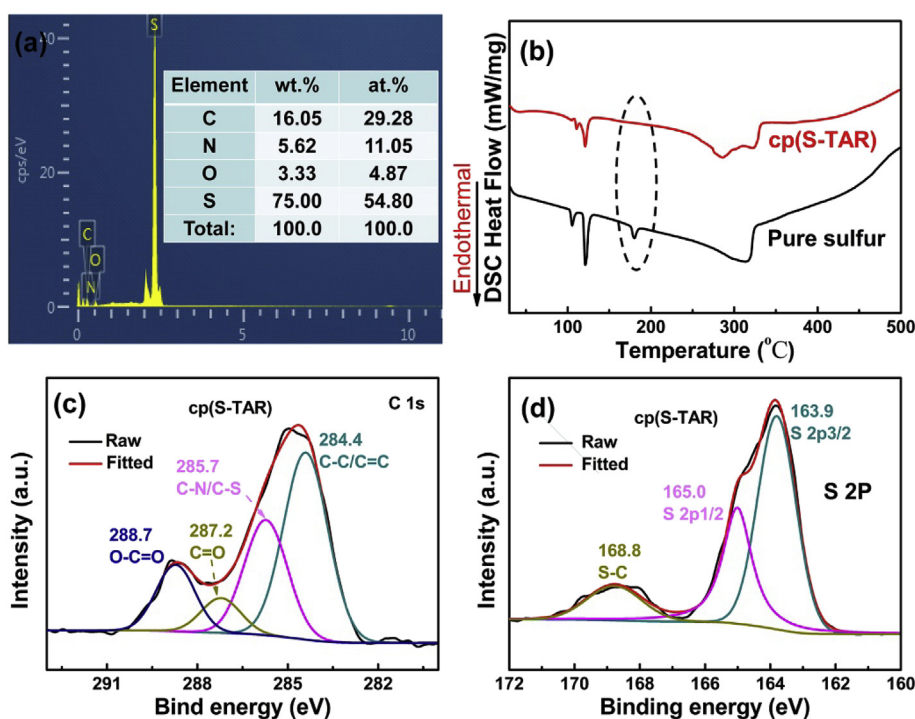 (a)
40
20
0
cps/eV
S
C
O
N
0
5
10
Element wt.% at.%
C 16.05 29.28
N 5.62 11.05
O 3.33 4.87
S 75.00 54.80
Total: 100.0 100.0
(b)
Endothermal
DSC Heat Flow (mW/mg)
cp(S-TAR)
Pure sulfur
100 200 300 400 500
Temperature (°C)
(c)
cp(S-TAR)
C 1s
Raw
Fitted
284.4
C-C/C=C
285.7
C-N/C-S
287.2
C=O
288.7
O-C=O
Intensity (a.u.)
291 288 285 282
Bind energy (eV)
(d)
cp(S-TAR)
Raw
Fitted
163.9
S 2p3/2
S 2P
165.0
S 2p1/2
168.8
S-C
Intensity (a.u.)
172 170 168 166 164 162 160
Binding energy (eV)